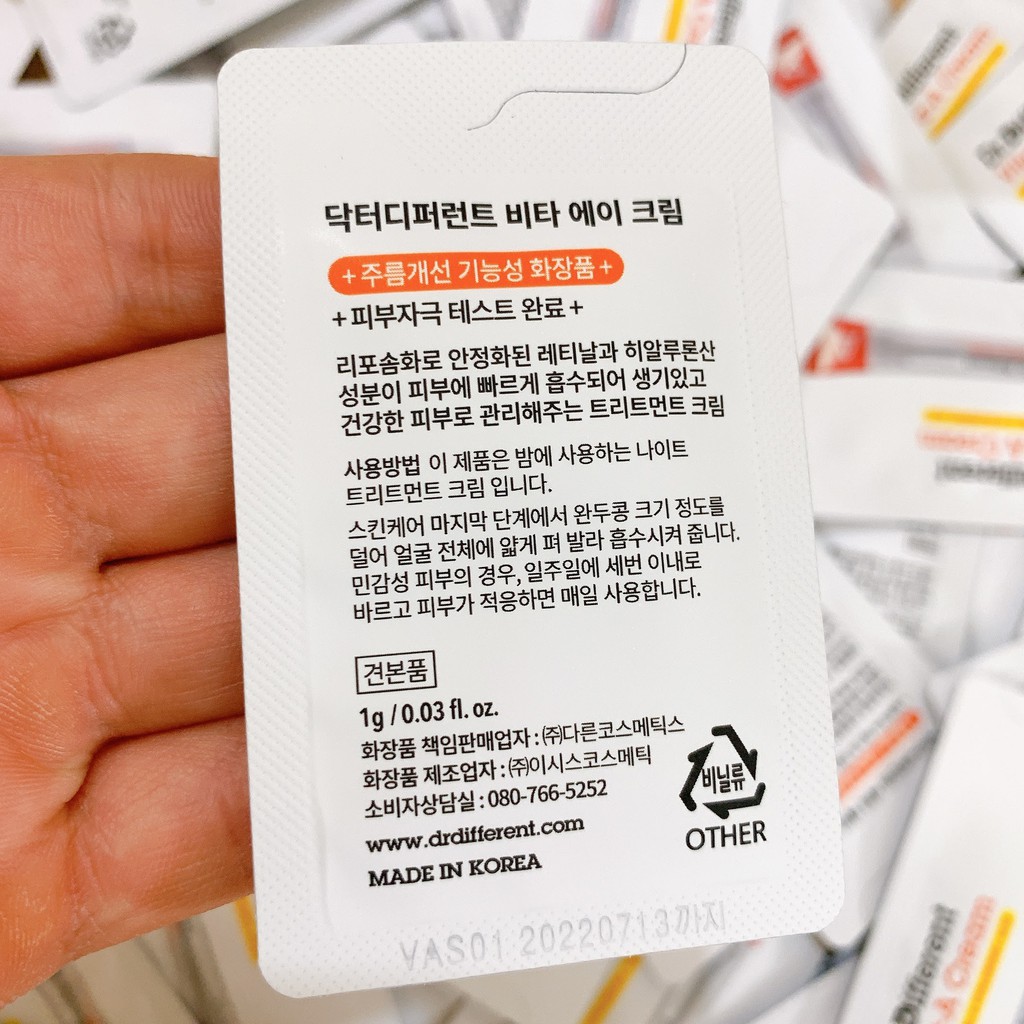 닥터디퍼런트 비타 에이 크림
+ 주름개선 기능성 화장품 +
+ 피부자극 테스트 완료 +
리포솜화로 안정화된 레티날과 히알루론산
성분이 피부에 빠르게 흡수되어 생기있고
건강한 피부로 관리해주는 트리트먼트 크림
사용방법 이 제품은 밤에 사용하는 나이트
트리트먼트 크림 입니다.
스킨케어 마지막 단계에서 완두콩 크기 정도를
덜어 얼굴 전체에 얇게 펴 발라 흡수시켜 줍니다.
민감성 피부의 경우, 일주일에 세번 이내로
바르고 피부가 적응하면 매일 사용합니다.
견본품
1g / 0.03 fl. oz.
화장품 책임판매업자 : ㈜다른코스메틱스
화장품 제조업자 : ㈜이시스코스메틱
소비자상담실 : 080-766-5252
www.drdifferent.com
MADE IN KOREA
비닐류
OTHER
VAS01 20220713까지
Different
A Cream